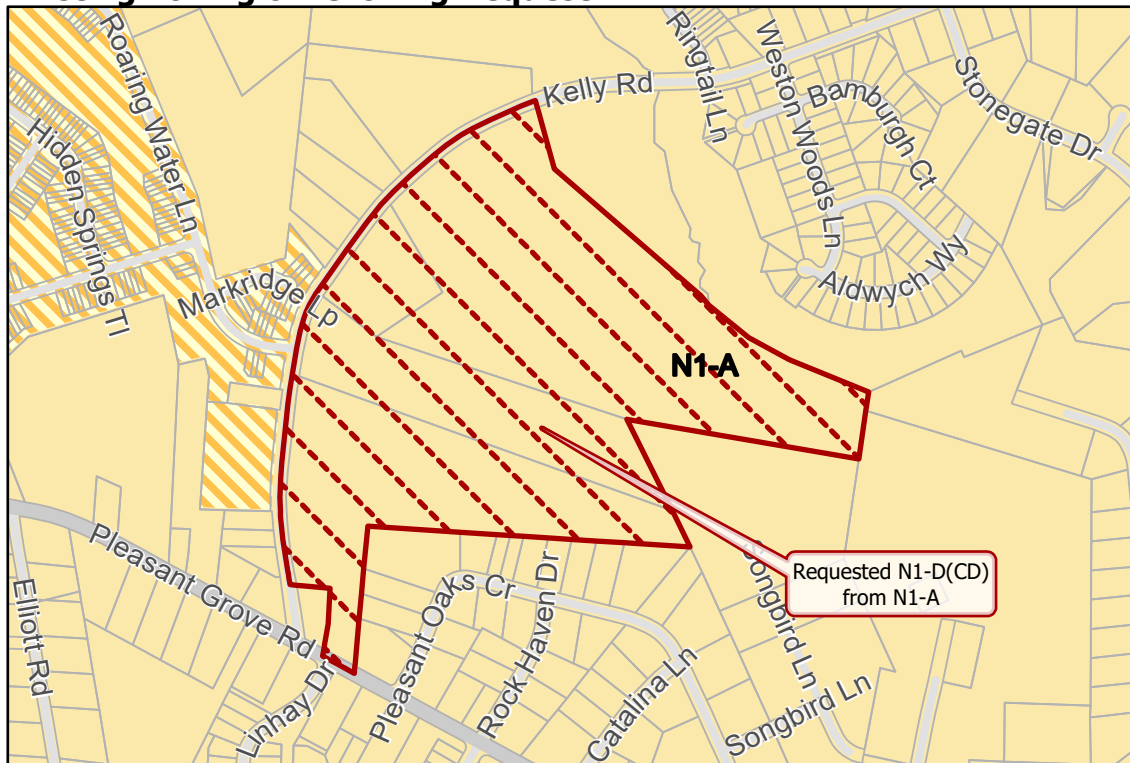 Kelly Rd
Roaring Water Ln
Hidden Springs Tl
Markridge Lp
Ringtail Ln
Weston Woods Ln
Bamburgh Ct
Stonegate Dr
Aldwych Wy
N1-A
Requested N1-D(CD)
from N1-A
Pleasant Grove Rd
Elliott Rd
Linhay Dr
Pleasant Oaks Cr
Rock Haven Dr
Catalina Ln
Songbird Ln
Songbird Ln